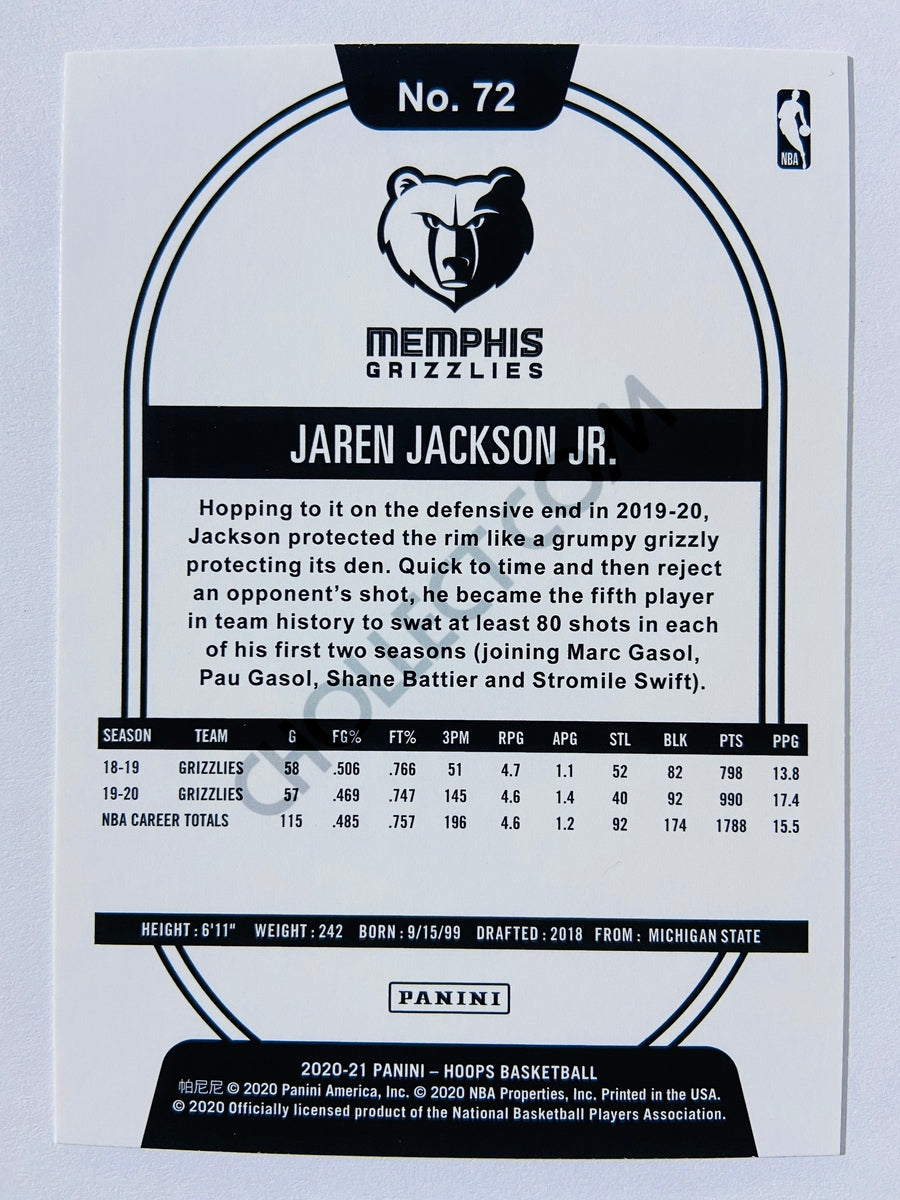 No. 72
NBA
MEMPHIS
GRIZZLIES
JAREN JACKSON JR.
Hopping to it on the defensive end in 2019-20,
Jackson protected the rim like a grumpy grizzly
protecting its den. Quick to time and then reject
an opponent's shot, he became the fifth player
in team history to swat at least 80 shots in each
of his first two seasons (joining Marc Gasol,
Pau Gasol, Shane Battier and Stromile Swift).
CHOLLECT.COM
SEASON TEAM G FG% FT% 3PM RPG APG STL BLK PTS PPG
18-19 GRIZZLIES 58 .506 .766 51 4.7 1.1 52 82 798 13.8
19-20 GRIZZLIES 57 .469 .747 145 4.6 1.4 40 92 990 17.4
NBA CAREER TOTALS 115 .485 .757 196 4.6 1.2 92 174 1788 15.5
HEIGHT : 6'11" WEIGHT : 242 BORN : 9/15/99 DRAFTED : 2018 FROM : MICHIGAN STATE
PANINI
2020-21 PANINI – HOOPS BASKETBALL
帕尼尼 © 2020 Panini America, Inc. © 2020 NBA Properties, Inc. Printed in the USA.
© 2020 Officially licensed product of the National Basketball Players Association.